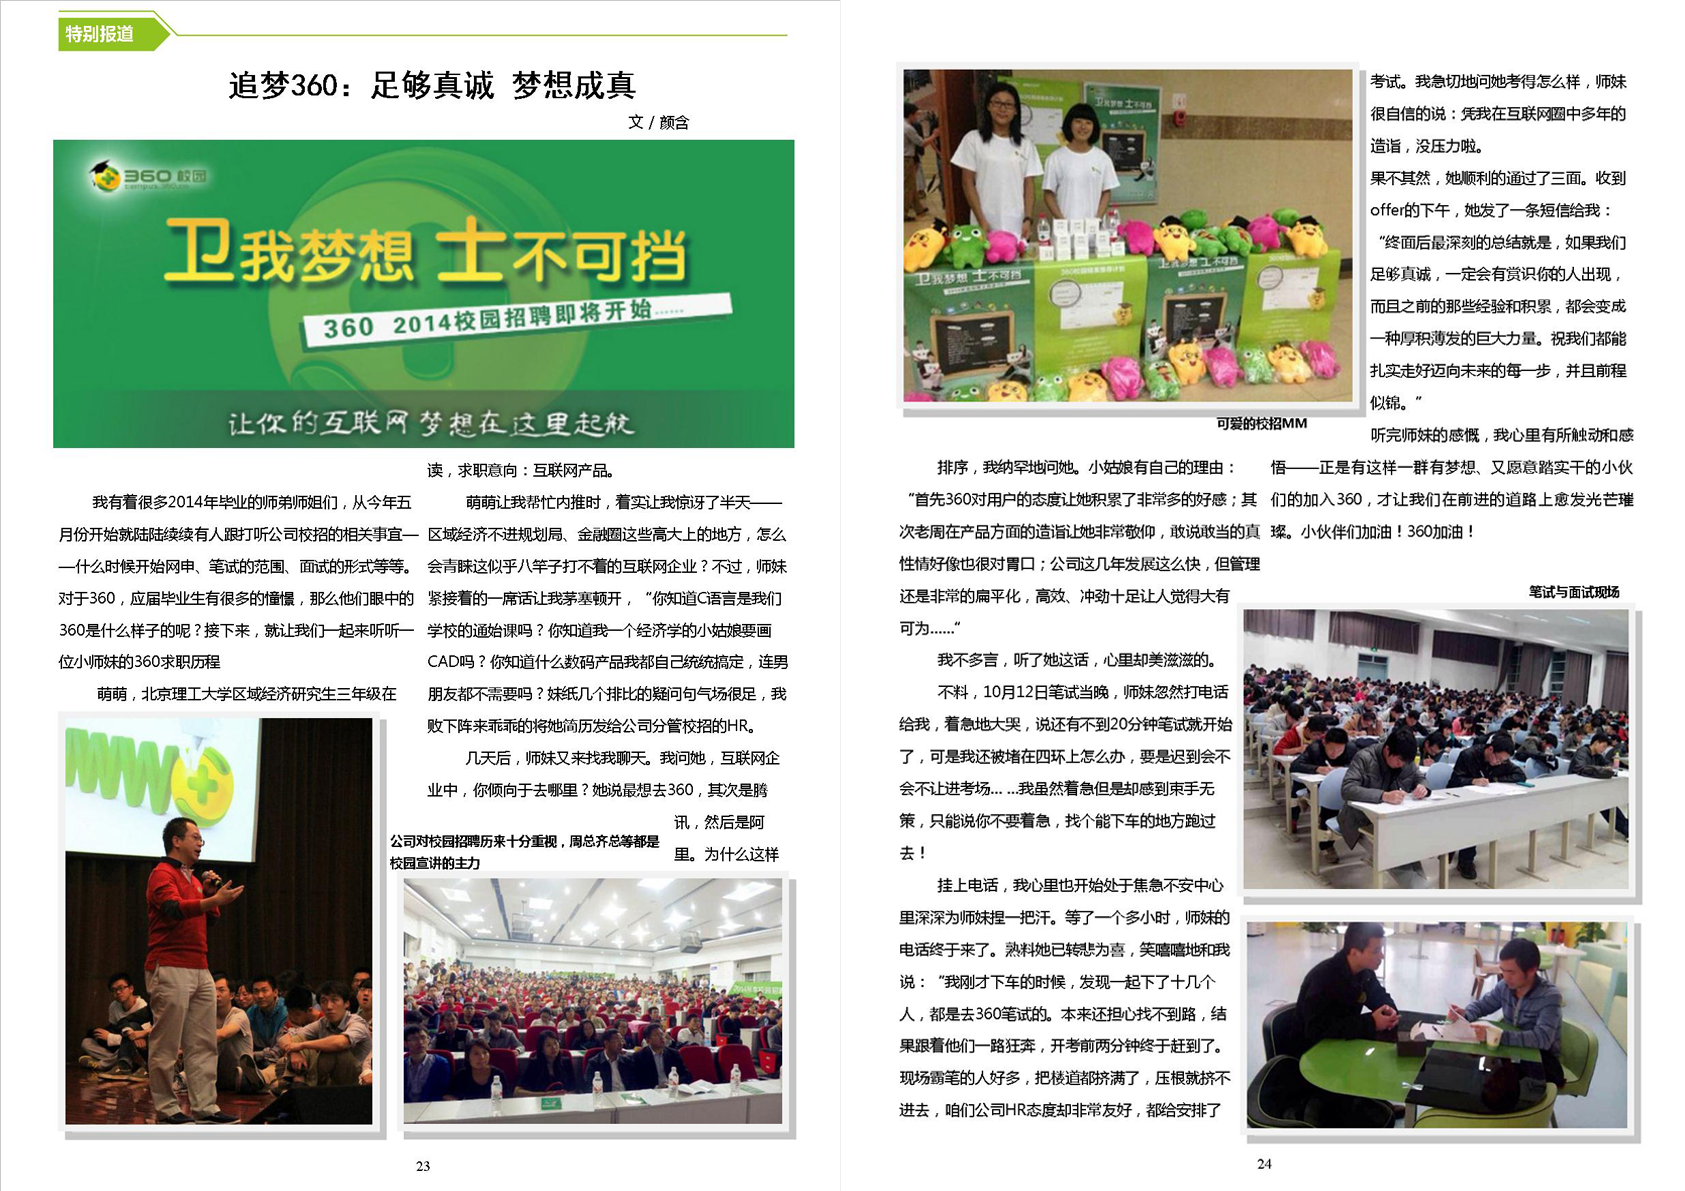 特别报道
追梦360：足够真诚 梦想成真
文 / 颜含
360 校园
campus.360.cn
卫我梦想 士不可挡
360 2014校园招聘即将开始......
让你的互联网梦想在这里起航
我有着很多2014年毕业的师弟师姐们，从今年五
月份开始就陆陆续续有人跟打听公司校招的相关事宜—
—什么时候开始网申、笔试的范围、面试的形式等等。
对于360，应届毕业生有很多的憧憬，那么他们眼中的
360是什么样子的呢？接下来，就让我们一起来听听一
位小师妹的360求职历程
萌萌，北京理工大学区域经济研究生三年级在
读，求职意向：互联网产品。
萌萌让我帮忙内推时，着实让我惊讶了半天——
区域经济不进规划局、金融圈这些高大上的地方，怎么
会青睐这似乎八竿子打不着的互联网企业？不过，师妹
紧接着的一席话让我茅塞顿开，“你知道C语言是我们
学校的通始课吗？你知道我一个经济学的小姑娘要画
CAD吗？你知道什么数码产品我都自己统统搞定，连男
朋友都不需要吗？妹纸几个排比的疑问句气场很足，我
败下阵来乖乖的将她简历发给公司分管校招的HR。
几天后，师妹又来找我聊天。我问她，互联网企
业中，你倾向于去哪里？她说最想去360，其次是腾
讯，然后是阿
里。为什么这样
公司对校园招聘历来十分重视，周总齐总等都是
校园宣讲的主力
23
可爱的校招MM
排序，我纳罕地问她。小姑娘有自己的理由：
“首先360对用户的态度让她积累了非常多的好感；其
次老周在产品方面的造诣让她非常敬仰，敢说敢当的真
性情好像也很对胃口；公司这几年发展这么快，但管理
还是非常的扁平化，高效、冲劲十足让人觉得大有
可为......“
我不多言，听了她这话，心里却美滋滋的。
不料，10月12日笔试当晚，师妹忽然打电话
给我，着急地大哭，说还有不到20分钟笔试就开始
了，可是我还被堵在四环上怎么办，要是迟到会不
会不让进考场... ...我虽然着急但是却感到束手无
策，只能说你不要着急，找个能下车的地方跑过
去！
挂上电话，我心里也开始处于焦急不安中心
里深深为师妹捏一把汗。等了一个多小时，师妹的
电话终于来了。熟料她已转悲为喜，笑嘻嘻地和我
说：“我刚才下车的时候，发现一起下了十几个
人，都是去360笔试的。本来还担心找不到路，结
果跟着他们一路狂奔，开考前两分钟终于赶到了。
现场霸笔的人好多，把楼道都挤满了，压根就挤不
进去，咱们公司HR态度却非常友好，都给安排了
考试。我急切地问她考得怎么样，师妹
很自信的说：凭我在互联网圈中多年的
造诣，没压力啦。
果不其然，她顺利的通过了三面。收到
offer的下午，她发了一条短信给我：
“终面后最深刻的总结就是，如果我们
足够真诚，一定会有赏识你的人出现，
而且之前的那些经验和积累，都会变成
一种厚积薄发的巨大力量。祝我们都能
扎实走好迈向未来的每一步，并且前程
似锦。”
听完师妹的感慨，我心里有所触动和感
悟——正是有这样一群有梦想、又愿意踏实干的小伙
们的加入360，才让我们在前进的道路上愈发光芒璀
璨。小伙伴们加油！360加油！
笔试与面试现场
24